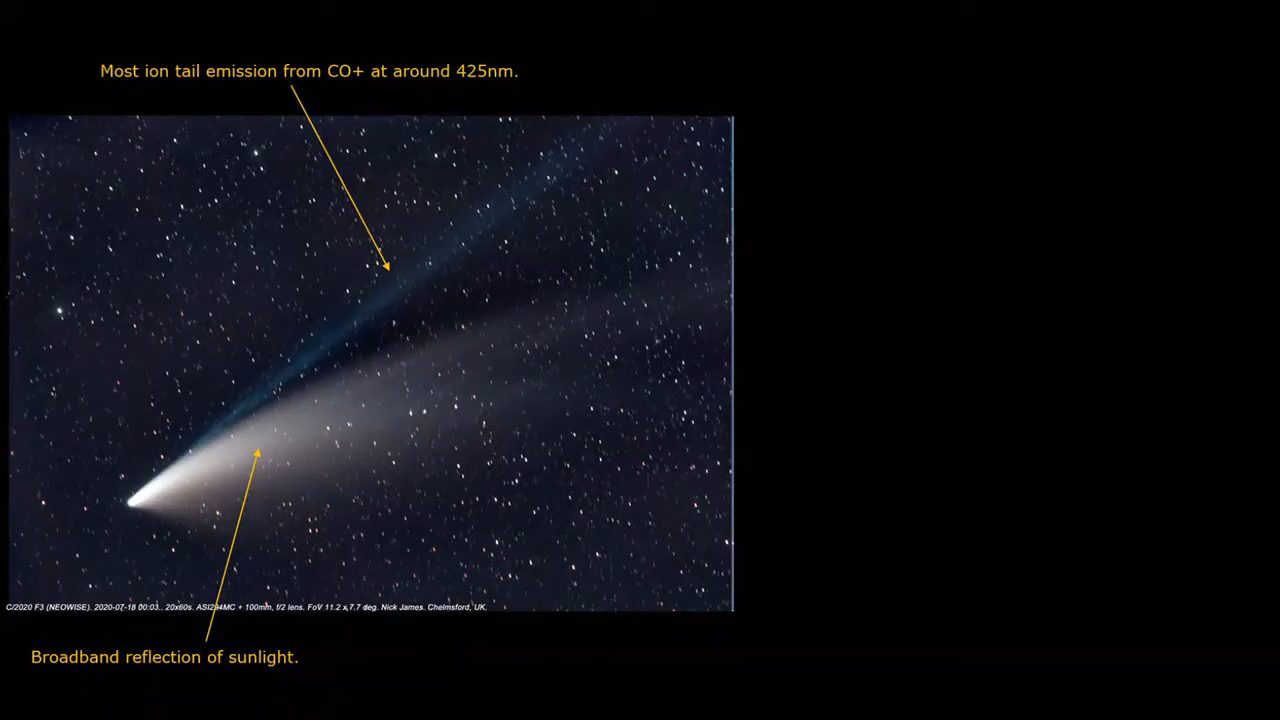 Most ion tail emission from CO+ at around 425nm.
C/2020 F3 (NEOWISE). 2020-07-18 00:03.. 20x60s. ASI294MC + 100mm, f/2 lens. FoV 11.2 x 7.7 deg. Nick James. Chelmsford, UK.
Broadband reflection of sunlight.